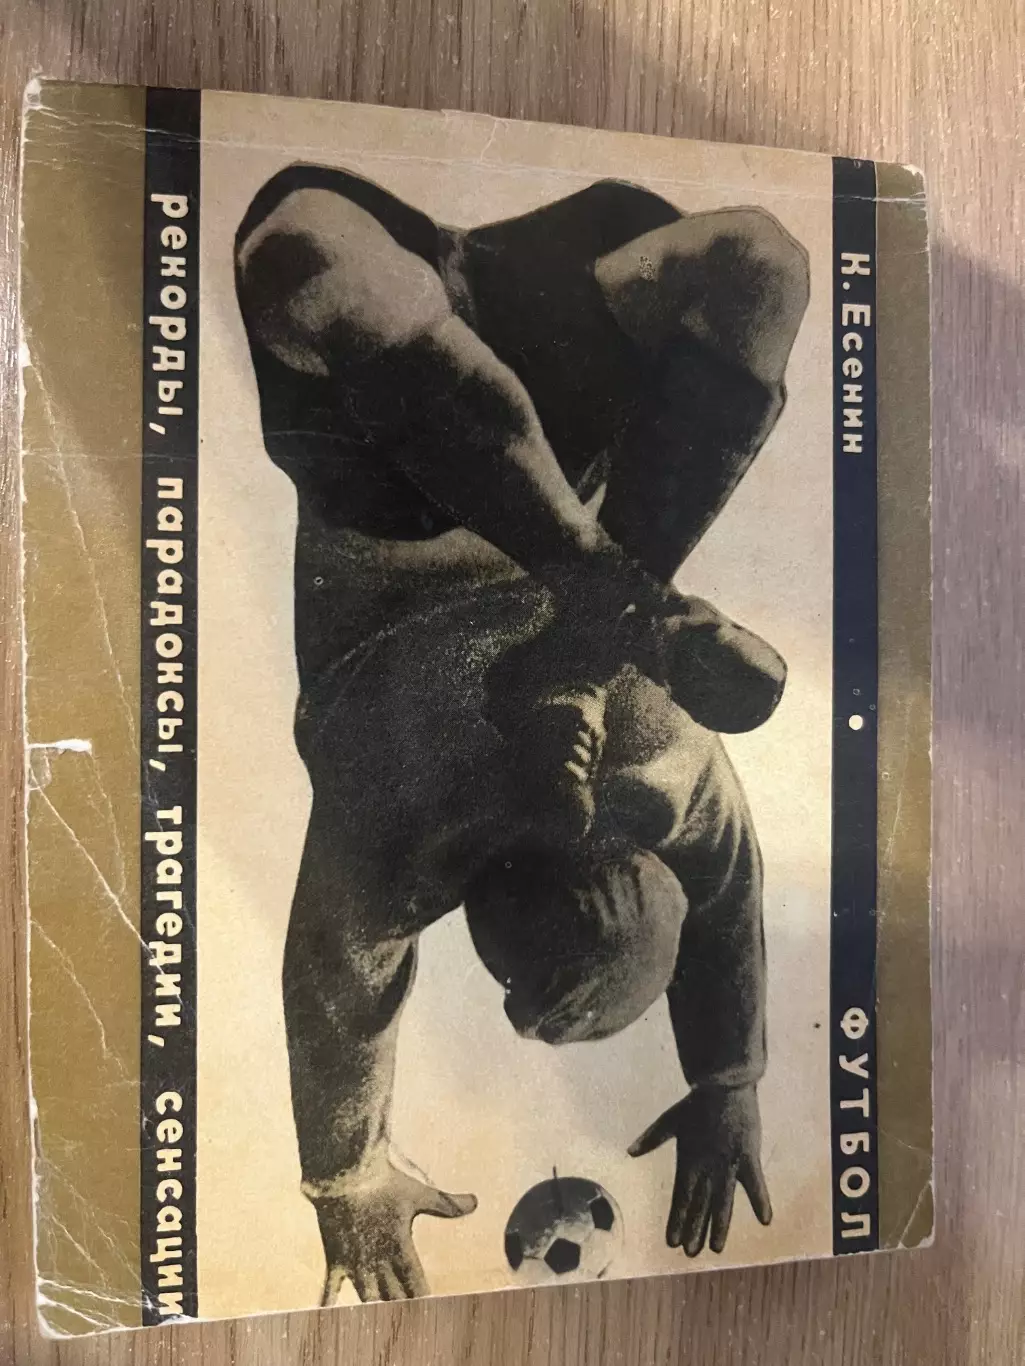 К. Есенин • ФУТБОЛ
рекорды, парадоксы, трагедии, сенсации